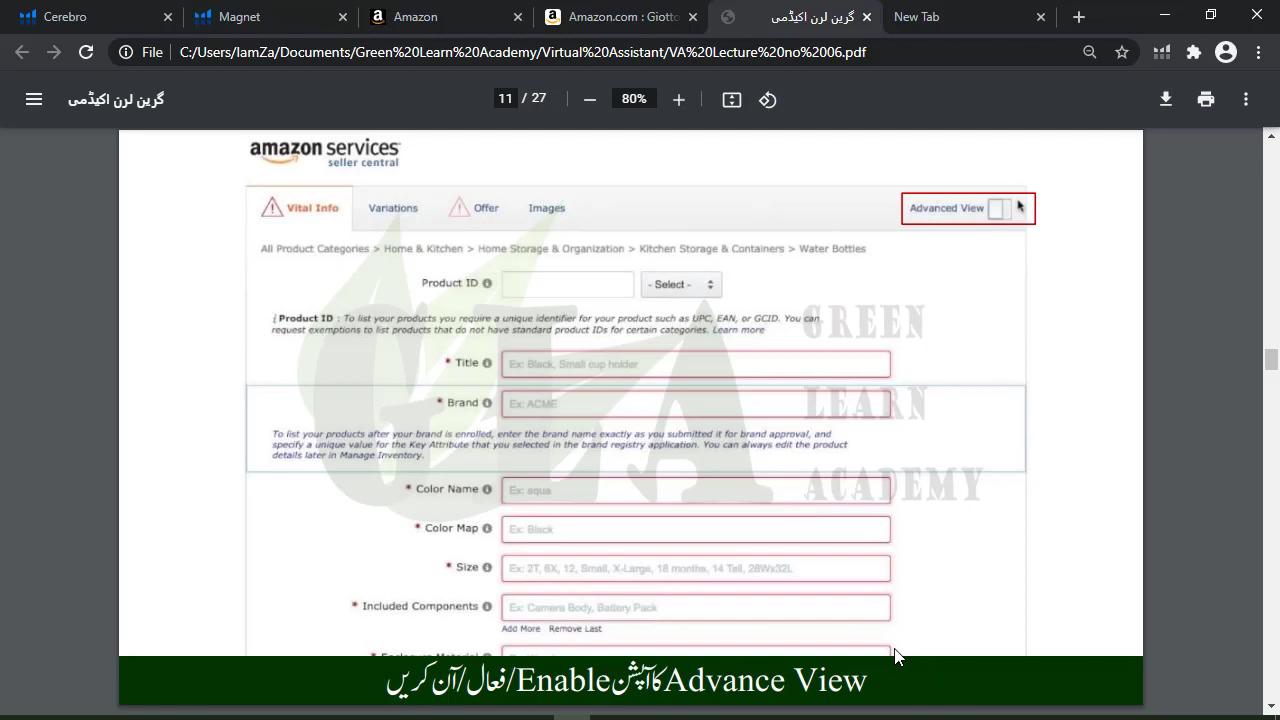 Cerebro
Magnet
Amazon
Amazon.com : Giotto
گرین لرن اکیڈمی
New Tab
File
C:/Users/IamZa/Documents/Green%20Learn%20Academy/Virtual%20Assistant/VA%20Lecture%20no%2006.pdf
گرین لرن اکیڈمی
11 / 27
80%
amazon services
seller central
Vital Info
Variations
Offer
Images
Advanced View
All Product Categories > Home & Kitchen > Home Storage & Organization > Kitchen Storage & Containers > Water Bottles
Product ID
- Select -
Product ID : To list your products you require a unique identifier for your product such as UPC, EAN, or GCID. You can
request exemptions to list products that do not have standard product IDs for certain categories. Learn more
* Title
Ex: Black, Small cup holder
* Brand
Ex: ACME
To list your products after your brand is enrolled, enter the brand name exactly as you submitted it for brand approval, and
specify a unique value for the Key Attribute that you selected in the brand registry application. You can always edit the product
details later in Manage Inventory.
* Color Name
Ex: aqua
* Color Map
Ex: Black
* Size
Ex: 2T, 6X, 12, Small, X-Large, 18 months, 14 Tall, 28Wx32L
* Included Components
Ex: Camera Body, Battery Pack
Add More Remove Last
GREEN
LEARN
ACADEMY
GLA
Advance View کا آپشن Enable/فعال/آن کریں